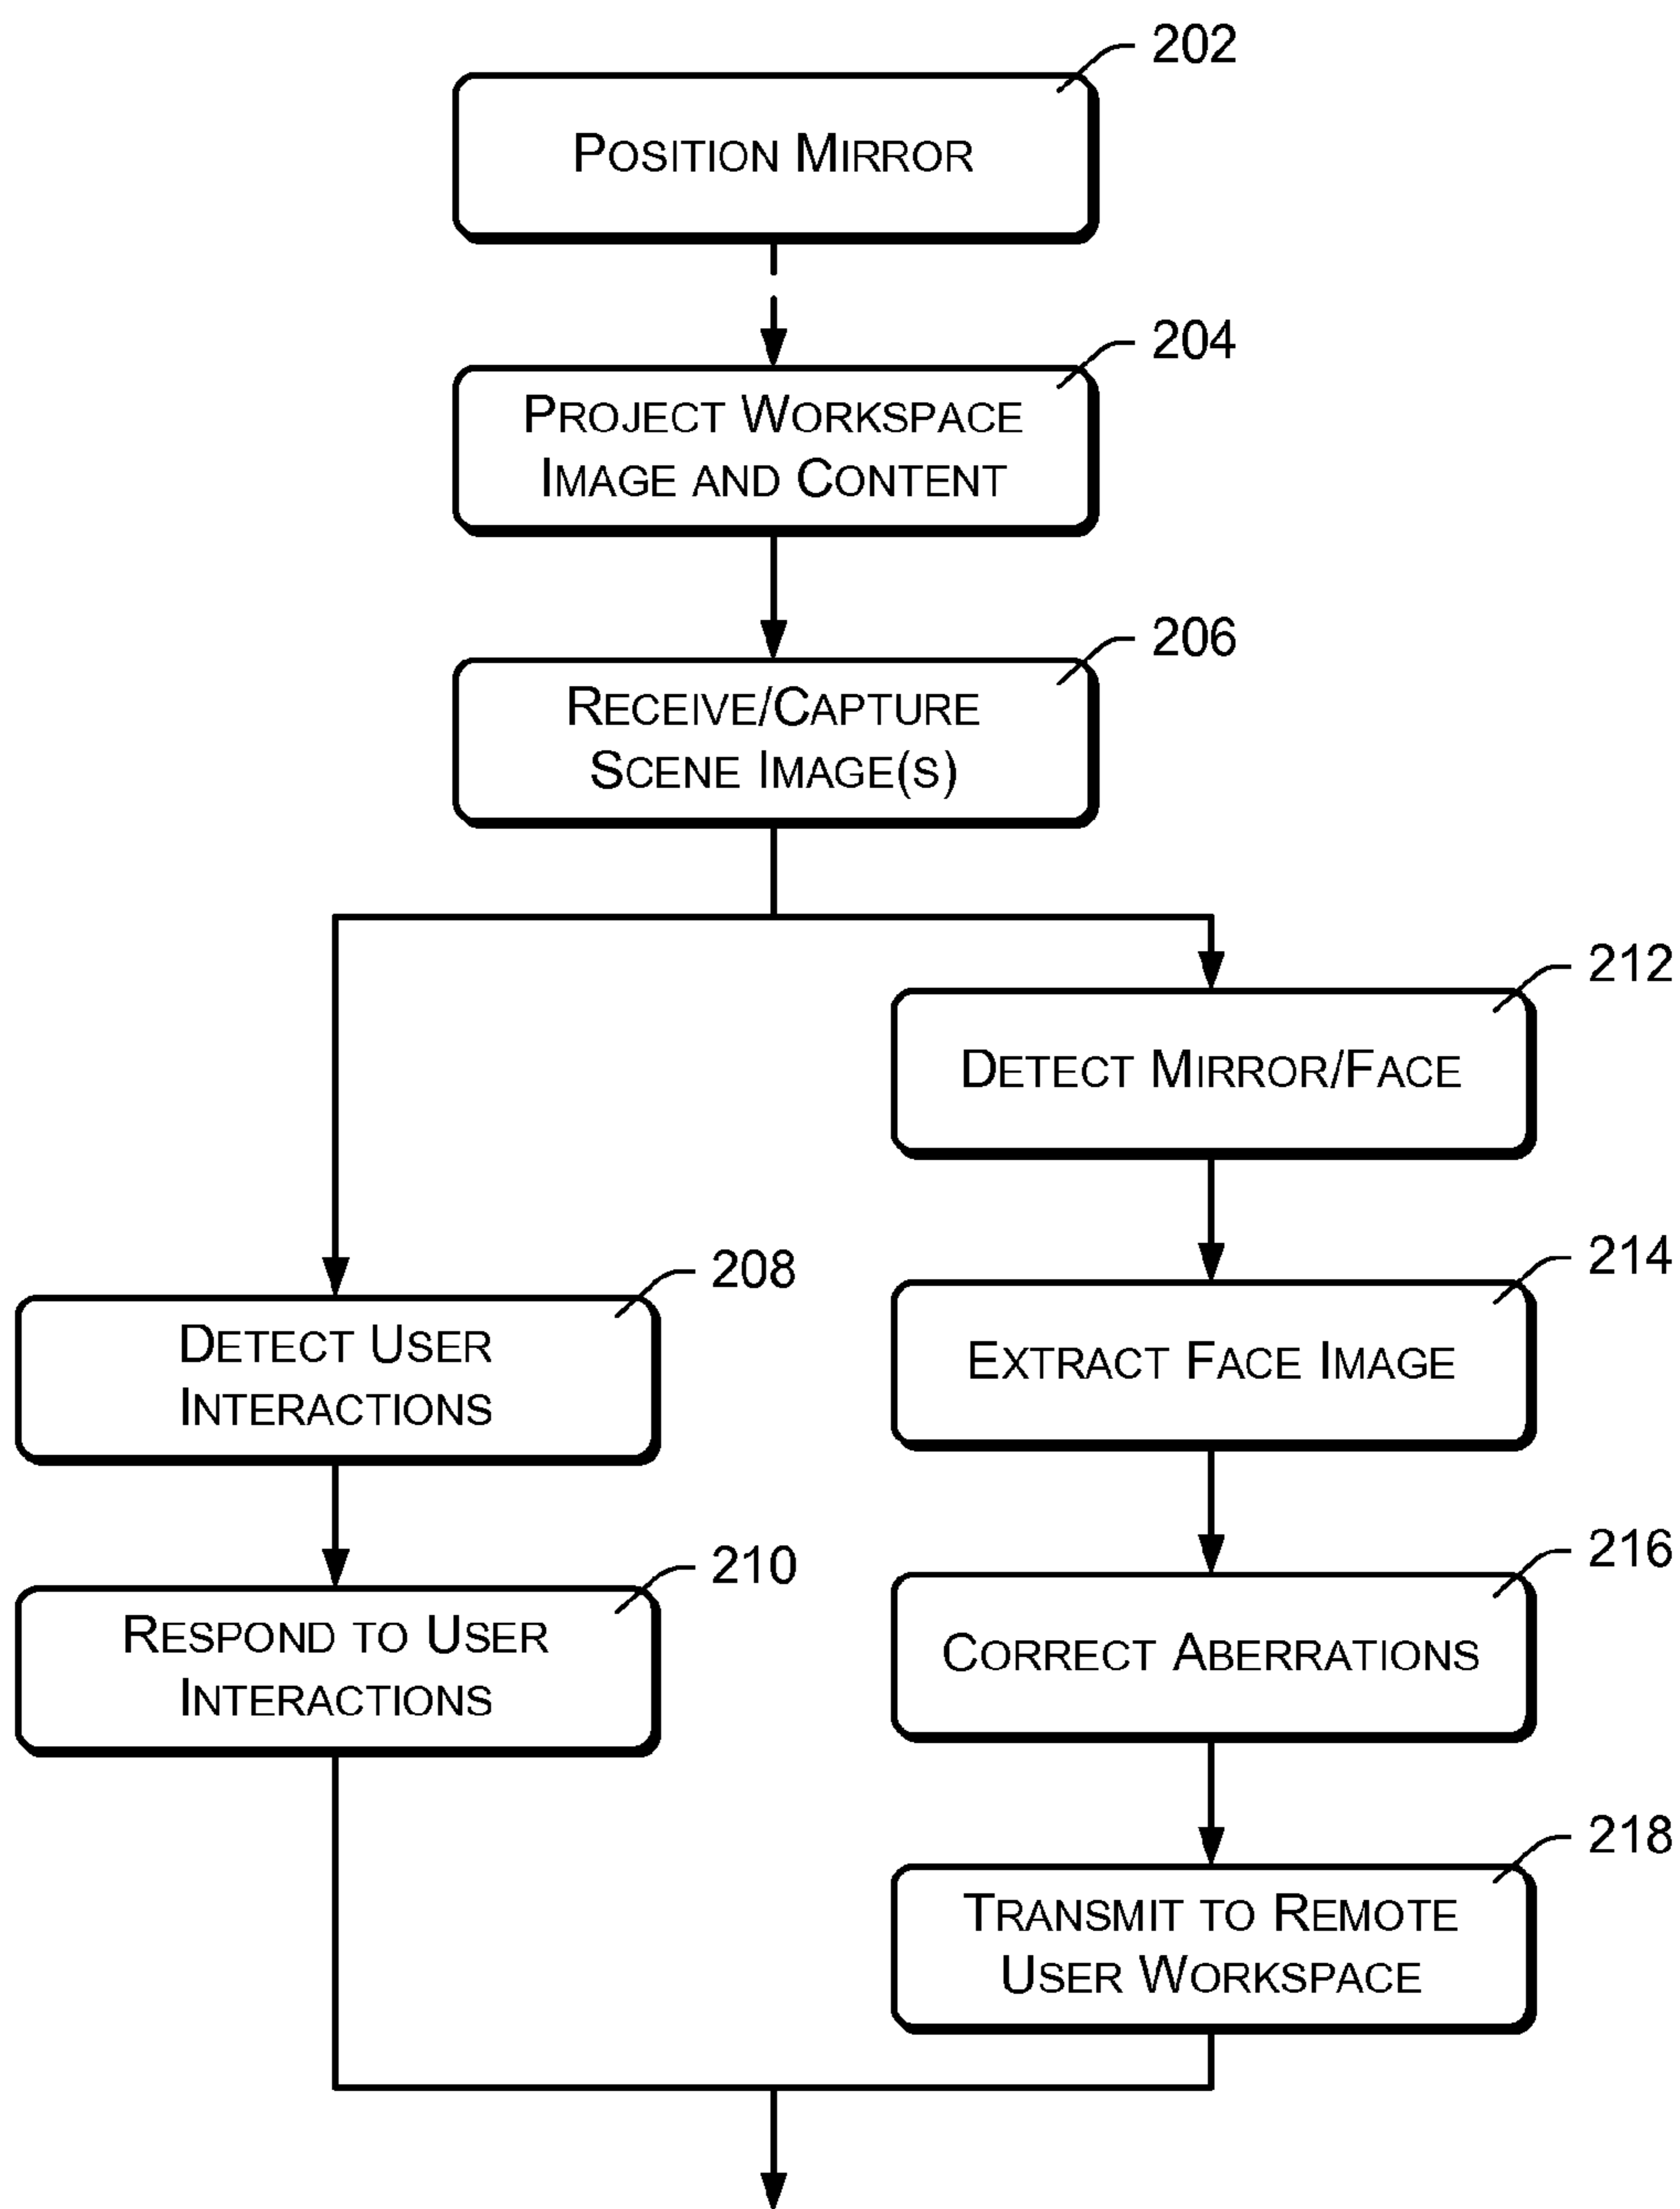 202
POSITION MIRROR
204
PROJECT WORKSPACE
IMAGE AND CONTENT
206
RECEIVE/CAPTURE
SCENE IMAGE(S)
212
DETECT MIRROR/FACE
208
DETECT USER
INTERACTIONS
214
EXTRACT FACE IMAGE
210
RESPOND TO USER
INTERACTIONS
216
CORRECT ABERRATIONS
218
TRANSMIT TO REMOTE
USER WORKSPACE